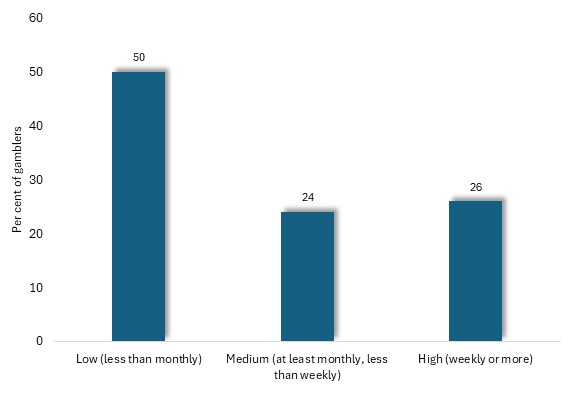 60
50
40
30
20
10
0
Per cent of gamblers
50
24
26
Low (less than monthly)
Medium (at least monthly, less
than weekly)
High (weekly or more)